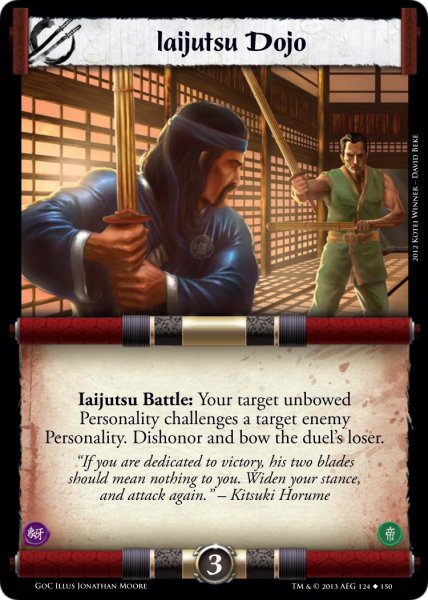 Iaijutsu Dojo
2012 Kotei Winner - David Beke
Iaijutsu Battle: Your target unbowed
Personality challenges a target enemy
Personality. Dishonor and bow the duel's loser.
"If you are dedicated to victory, his two blades
should mean nothing to you. Widen your stance,
and attack again." – Kitsuki Horume
帝
3
GoC Illus Jonathan Moore
TM & © 2013 AEG 124 ◆ 150